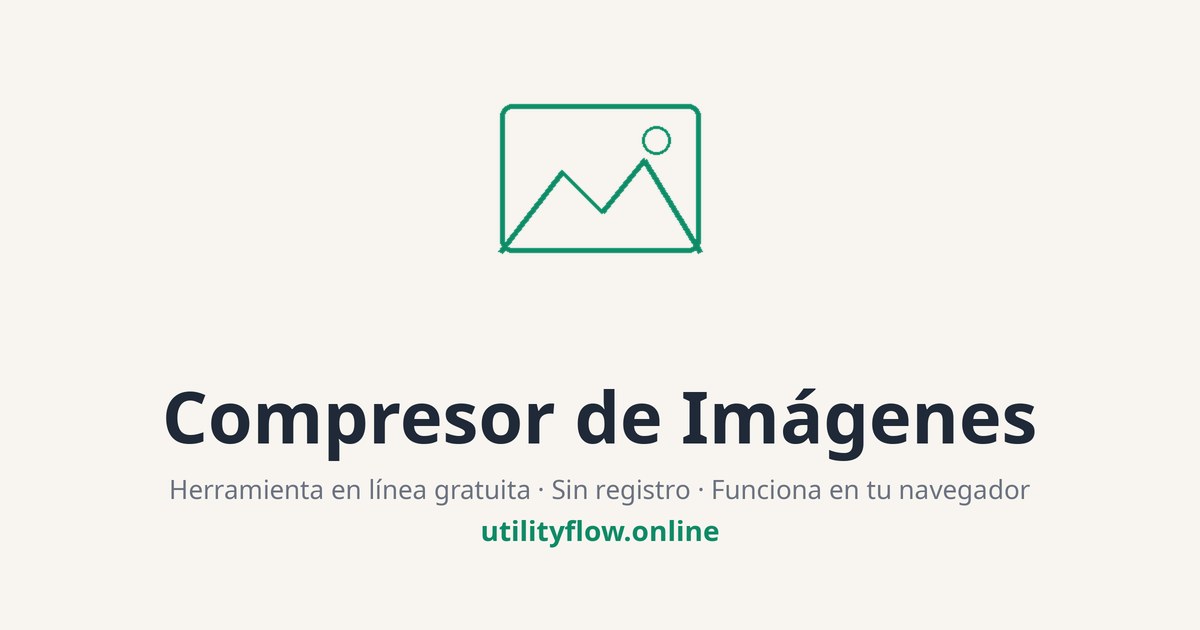 Compresor de Imágenes
Herramienta en línea gratuita · Sin registro · Funciona en tu navegador
utilityflow.online